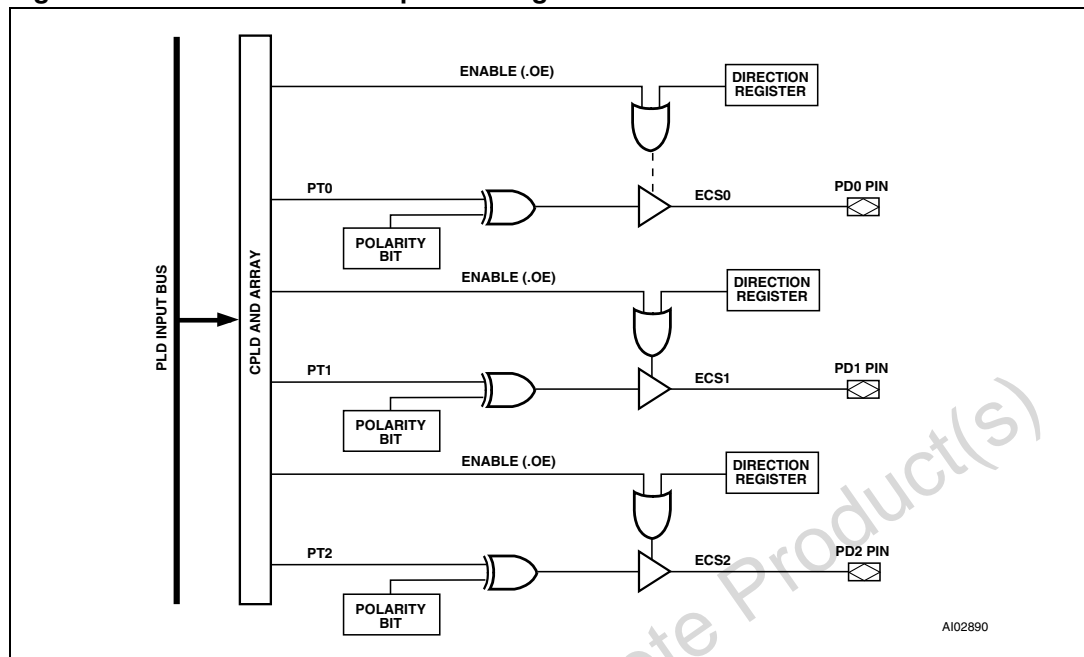 ENABLE (.OE)
DIRECTION
REGISTER
PT0
ECS0
PD0 PIN
POLARITY
BIT
ENABLE (.OE)
DIRECTION
REGISTER
PT1
ECS1
PD1 PIN
POLARITY
BIT
ENABLE (.OE)
DIRECTION
REGISTER
PT2
ECS2
PD2 PIN
POLARITY
BIT
PLD INPUT BUS
CPLD AND ARRAY
AI02890
Product(s)